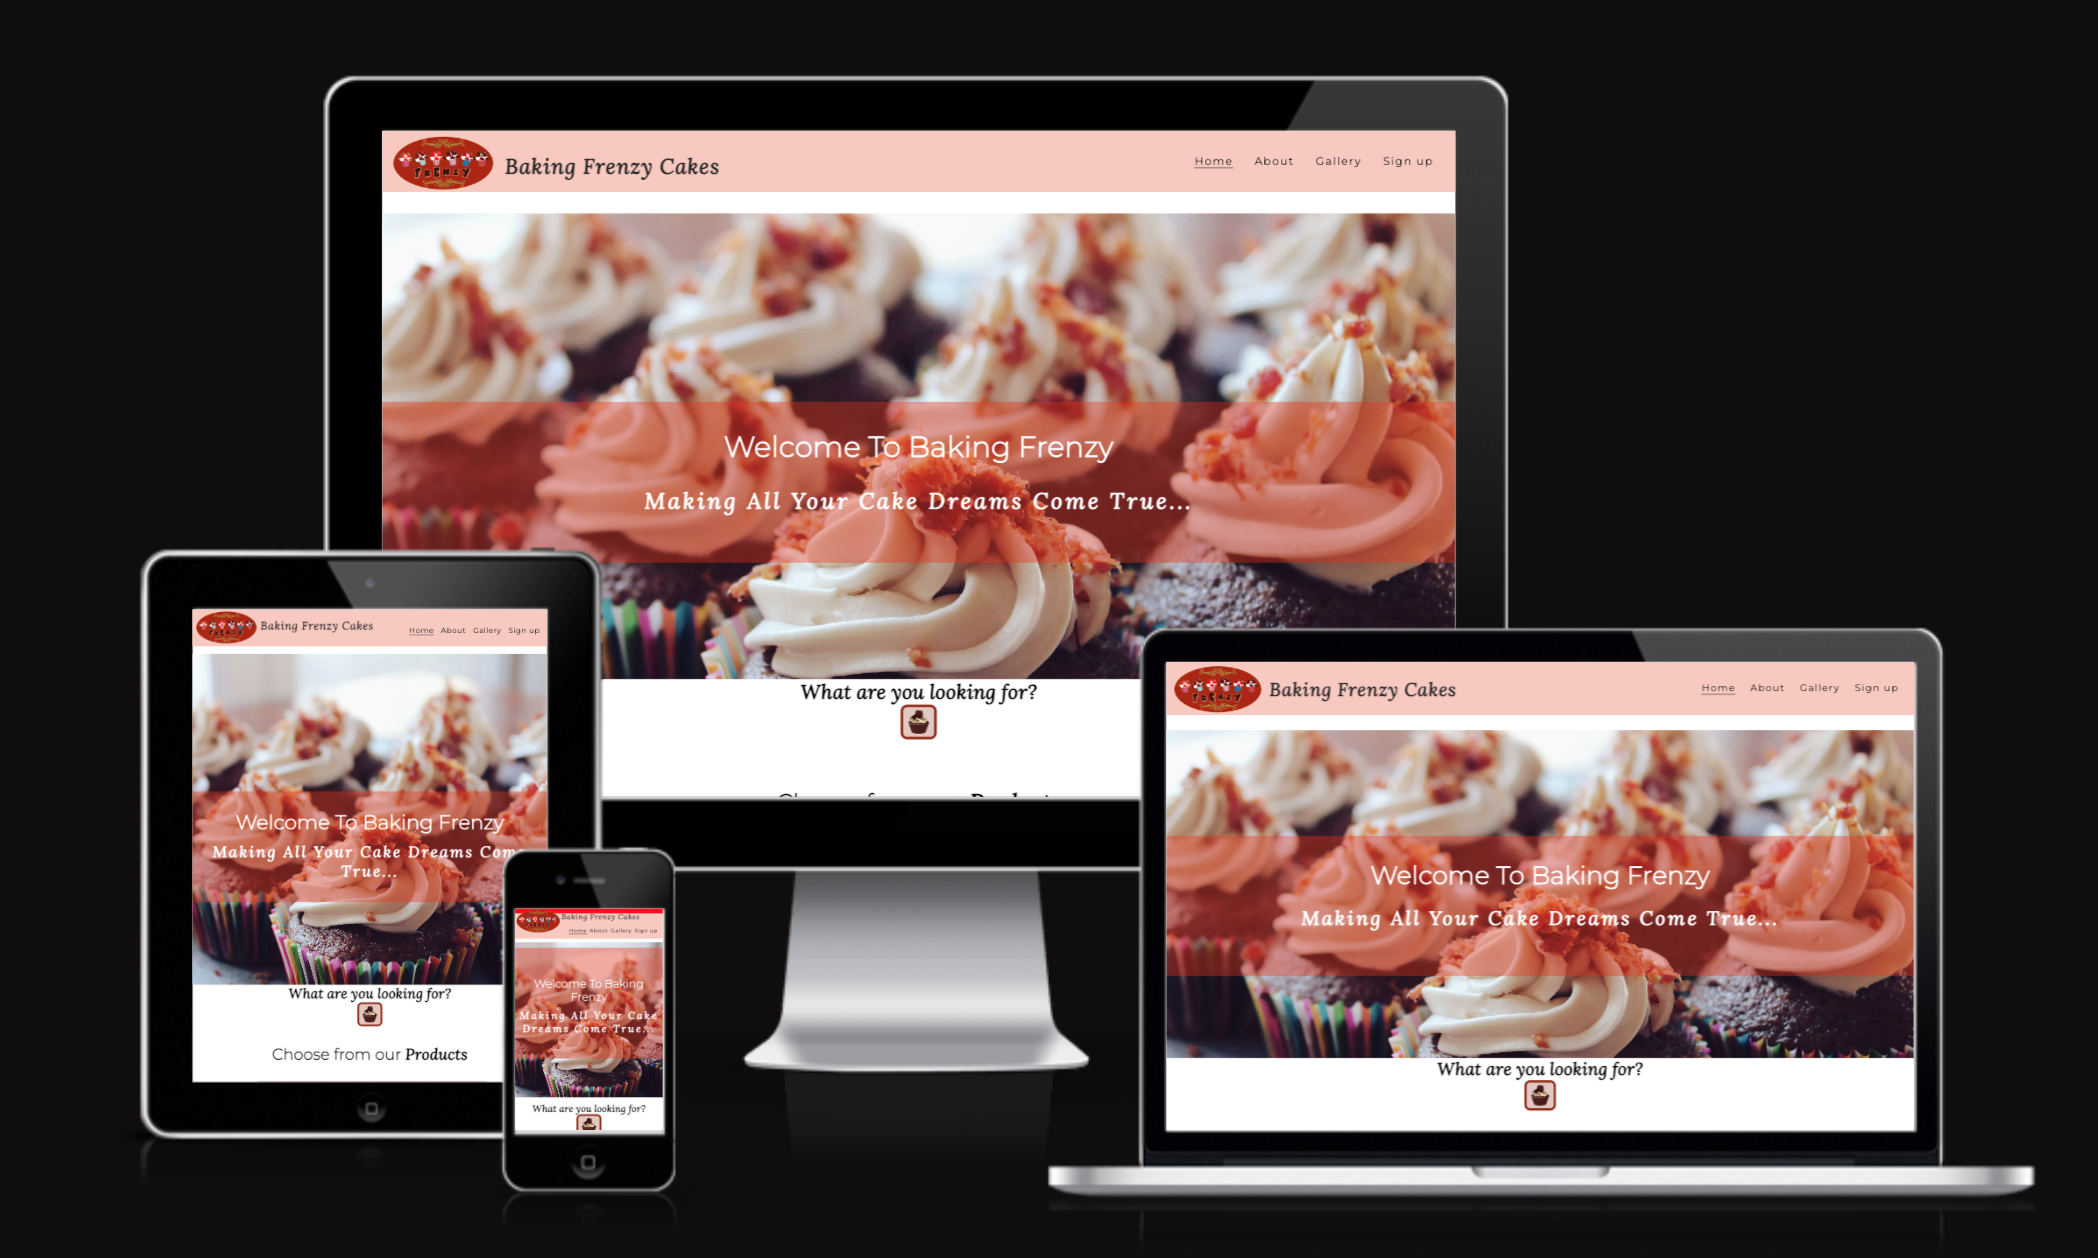 FRENZY
Baking Frenzy Cakes
Home About Gallery Sign up
Welcome To Baking Frenzy
Making All Your Cake Dreams Come True...
What are you looking for?
FRENZY
Baking Frenzy Cakes
Home About Gallery Sign up
Welcome To Baking Frenzy
Making All Your Cake Dreams Come
True...
What are you looking for?
Choose from our Products
Baking Frenzy Cakes
Home About Gallery Sign up
Welcome To Baking
Frenzy
Making All Your Cake
Dreams Come True...
What are you looking for?
FRENZY
Baking Frenzy Cakes
Home About Gallery Sign up
Welcome To Baking Frenzy
Making All Your Cake Dreams Come True...
What are you looking for?